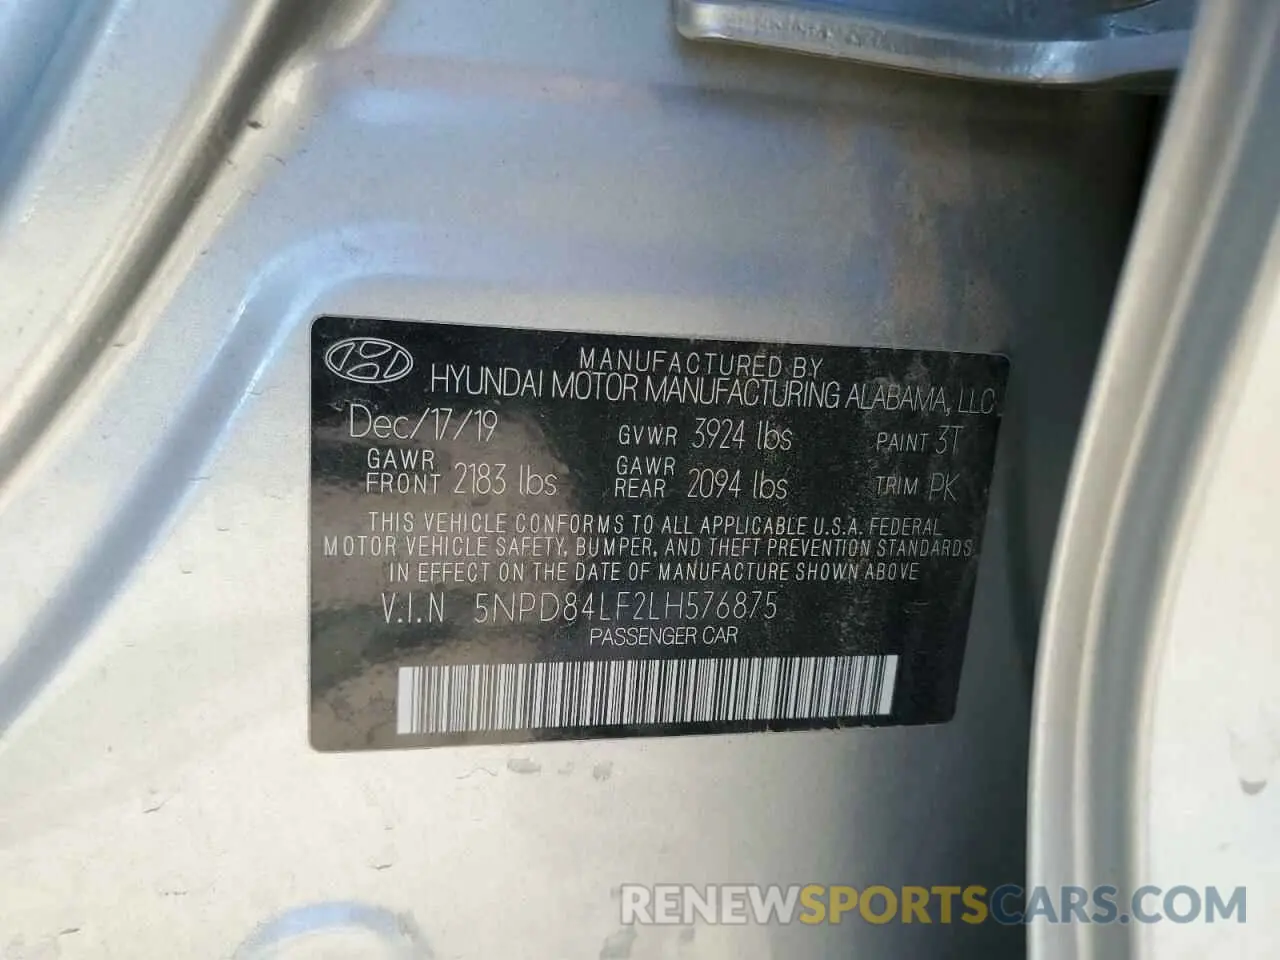 MANUFACTURED BY
HYUNDAI MOTOR MANUFACTURING ALABAMA, LLC
Dec/17/19 GVWR 3924 lbs PAINT 3T
GAWR FRONT 2183 lbs GAWR REAR 2094 lbs TRIM PK
THIS VEHICLE CONFORMS TO ALL APPLICABLE U.S.A. FEDERAL
MOTOR VEHICLE SAFETY, BUMPER, AND THEFT PREVENTION STANDARDS
IN EFFECT ON THE DATE OF MANUFACTURE SHOWN ABOVE
V.I.N 5NPD84LF2LH576875
PASSENGER CAR
RENEWSPORTSCARS.COM